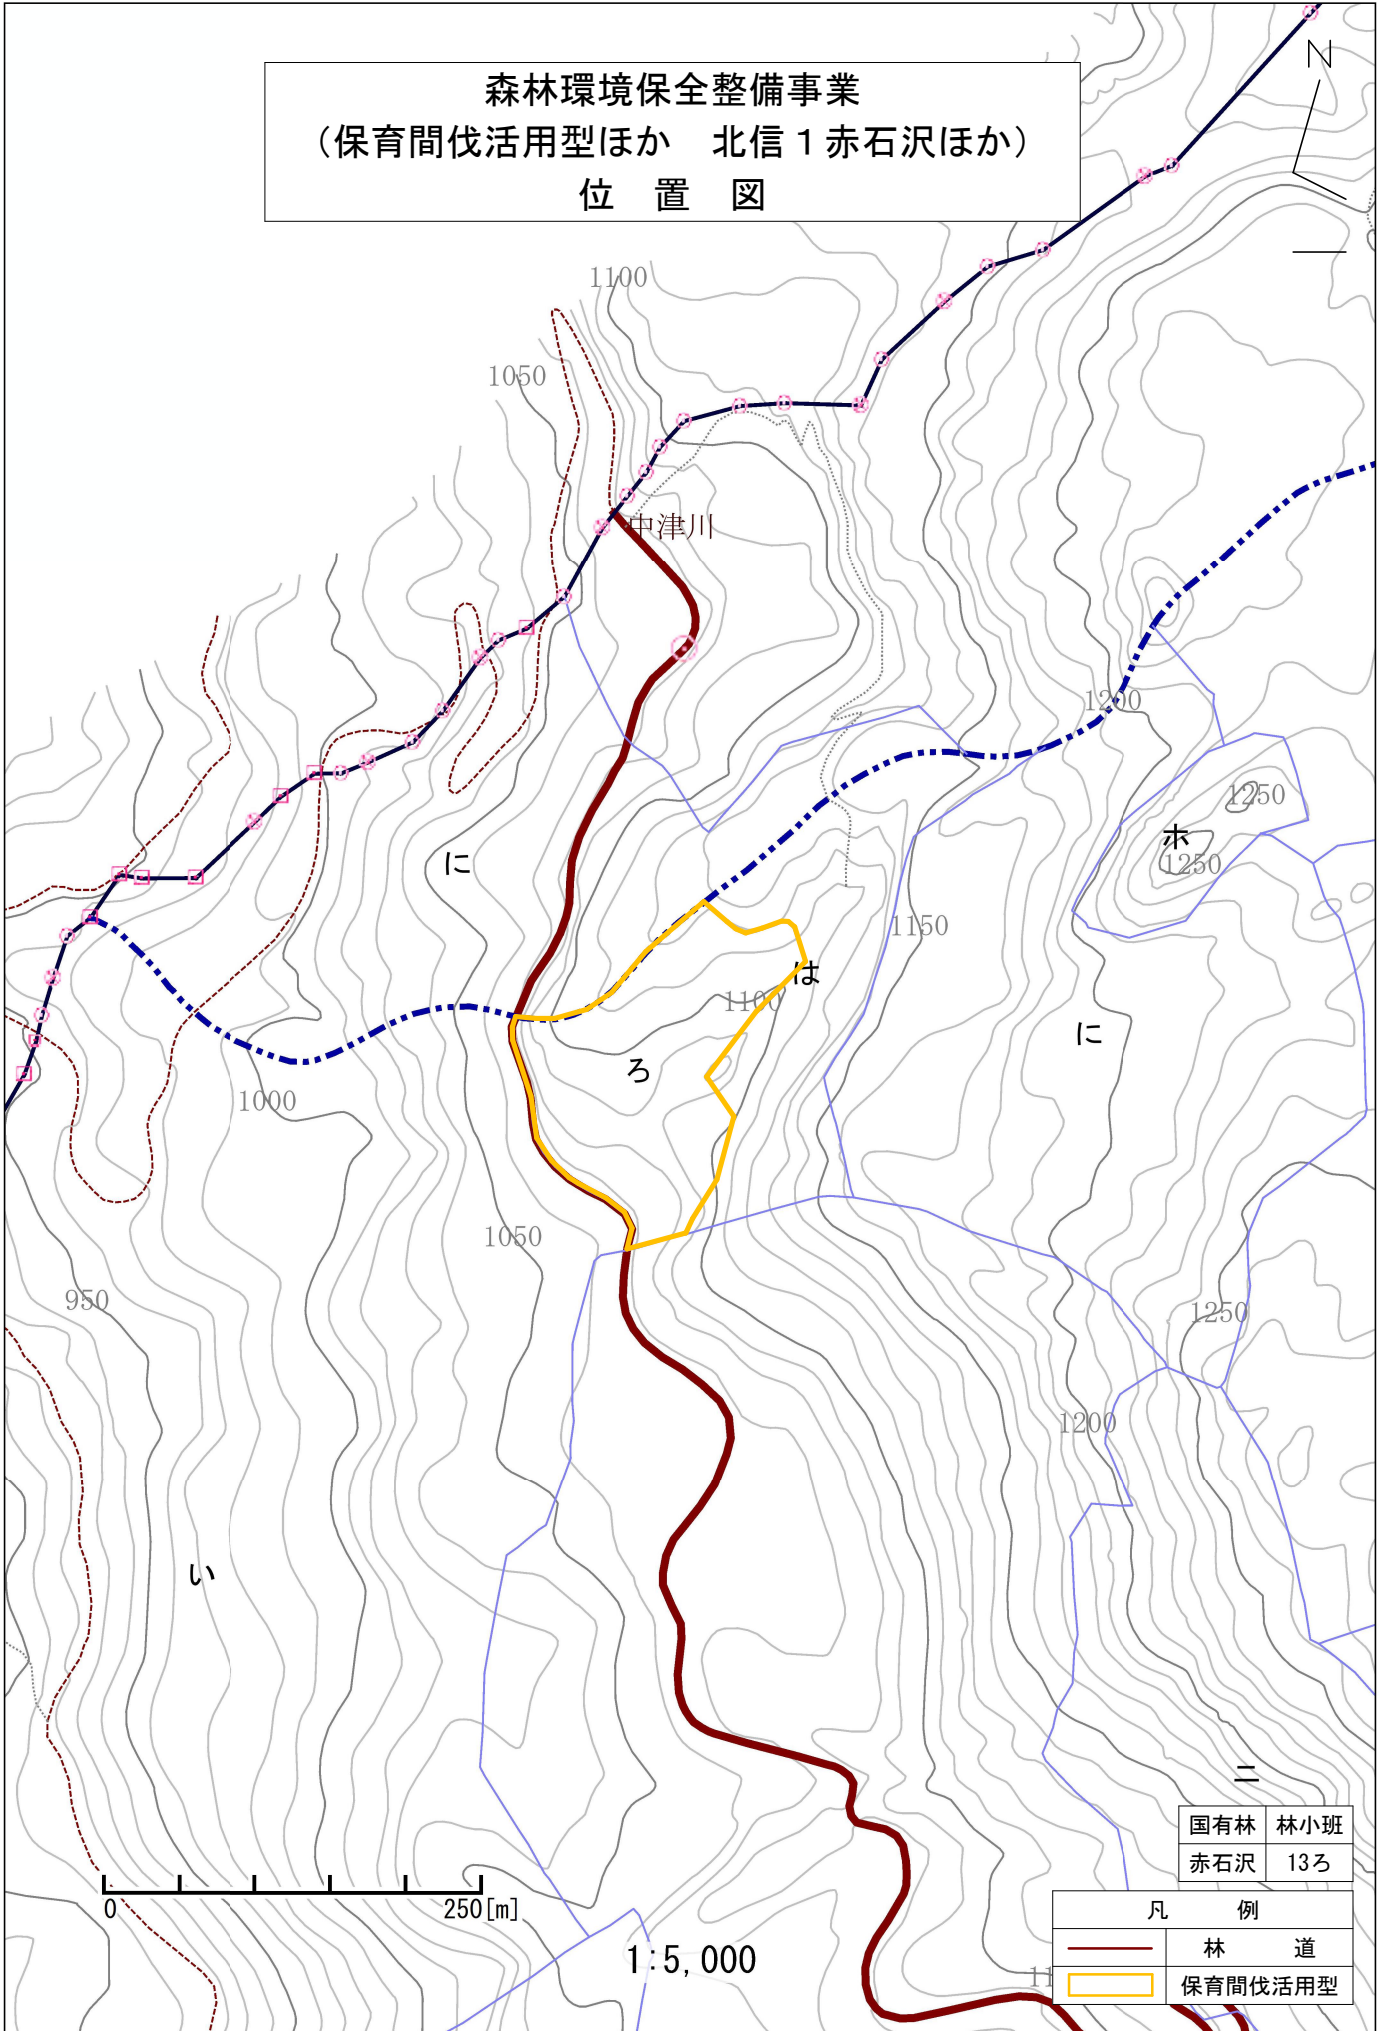 森林環境保全整備事業
（保育間伐活用型ほか　北信１赤石沢ほか）
位　置　図
N
1100
1050
中津川
1200
1250
ホ
1250
に
1150
は
1100
に
ろ
1000
1050
950
1250
1200
い
ニ
国有林 林小班
赤石沢 13ろ
0 250[m]
凡　例
林　道
保育間伐活用型
1:5,000